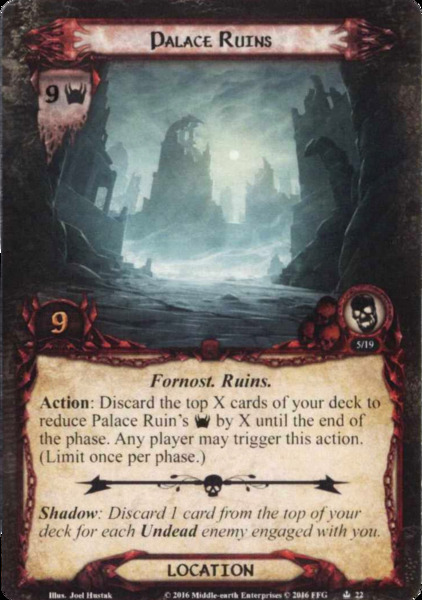 PALACE RUINS
9
9
5/19
Fornost. Ruins.
Action: Discard the top X cards of your deck to
reduce Palace Ruin's by X until the end of
the phase. Any player may trigger this action.
(Limit once per phase.)
Shadow: Discard 1 card from the top of your
deck for each Undead enemy engaged with you.
LOCATION
Illus. Joel Hustak © 2016 Middle-earth Enterprises © 2016 FFG 22